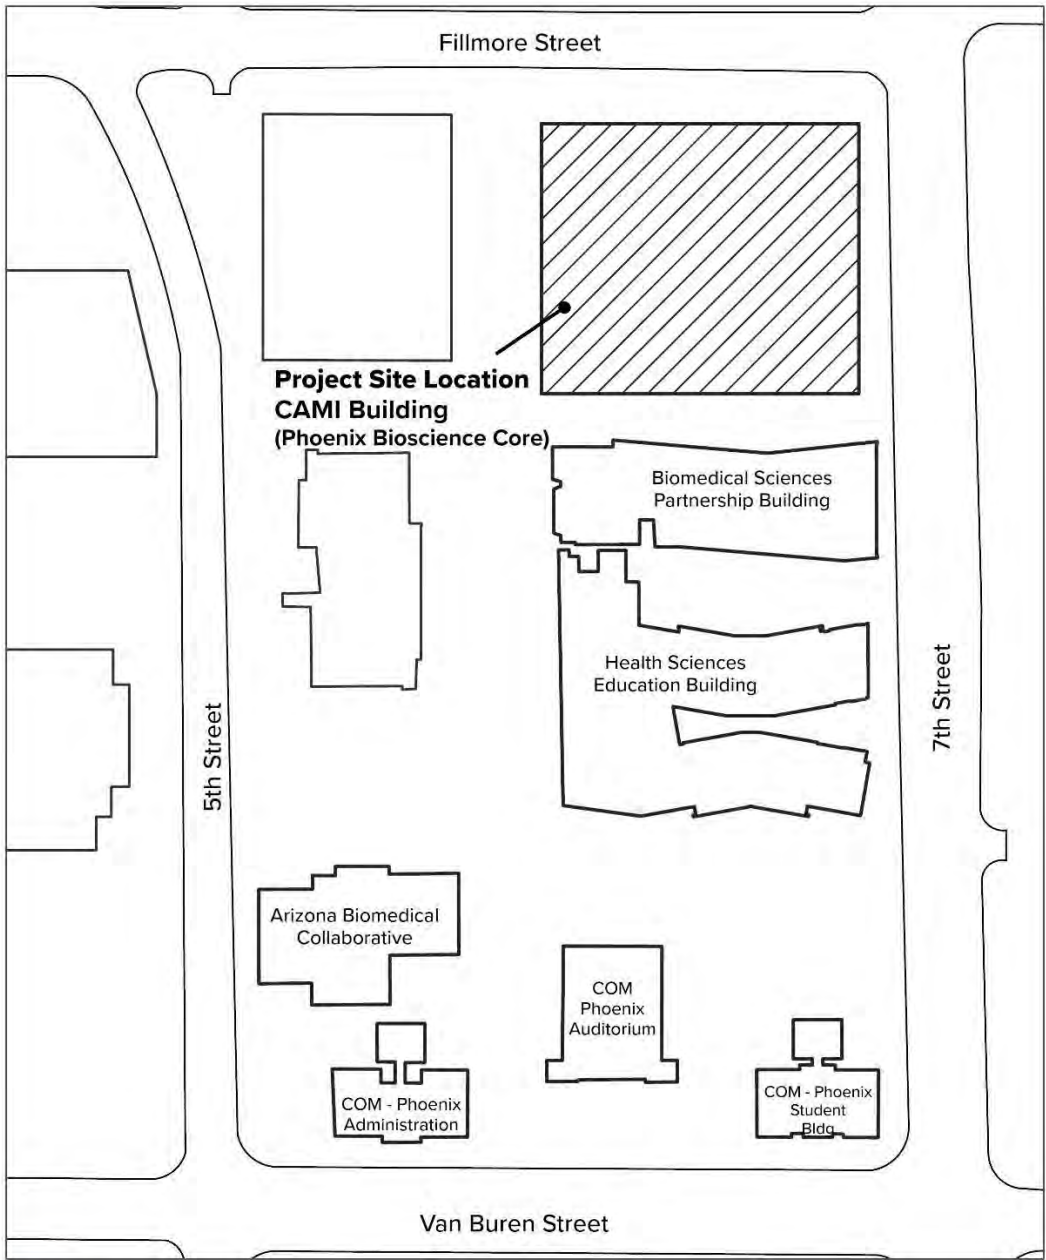 Fillmore Street
Project Site Location
CAMI Building
(Phoenix Bioscience Core)
Biomedical Sciences
Partnership Building
Health Sciences
Education Building
7th Street
5th Street
Arizona Biomedical
Collaborative
COM
Phoenix
Auditorium
COM - Phoenix
Administration
COM - Phoenix
Student
Bldg
Van Buren Street